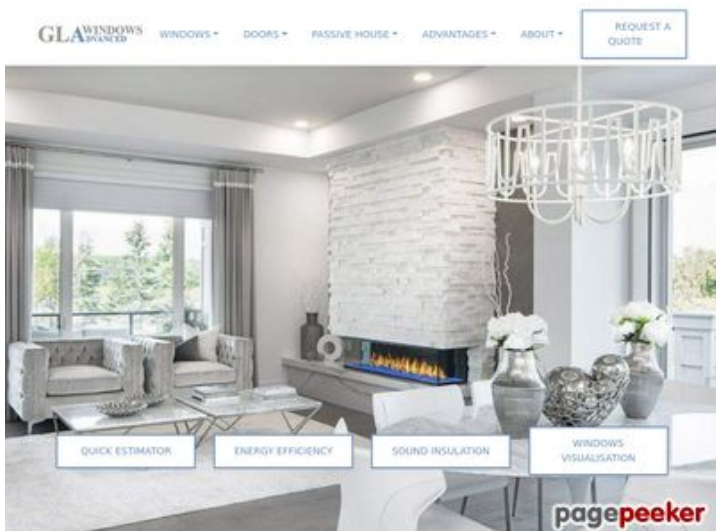 GLA WINDOWS
DVANCED
WINDOWS
DOORS
PASSIVE HOUSE
ADVANTAGES
ABOUT
REQUEST A
QUOTE
QUICK ESTIMATOR
ENERGY EFFICIENCY
SOUND INSULATION
WINDOWS
VISUALISATION
pagepeeker